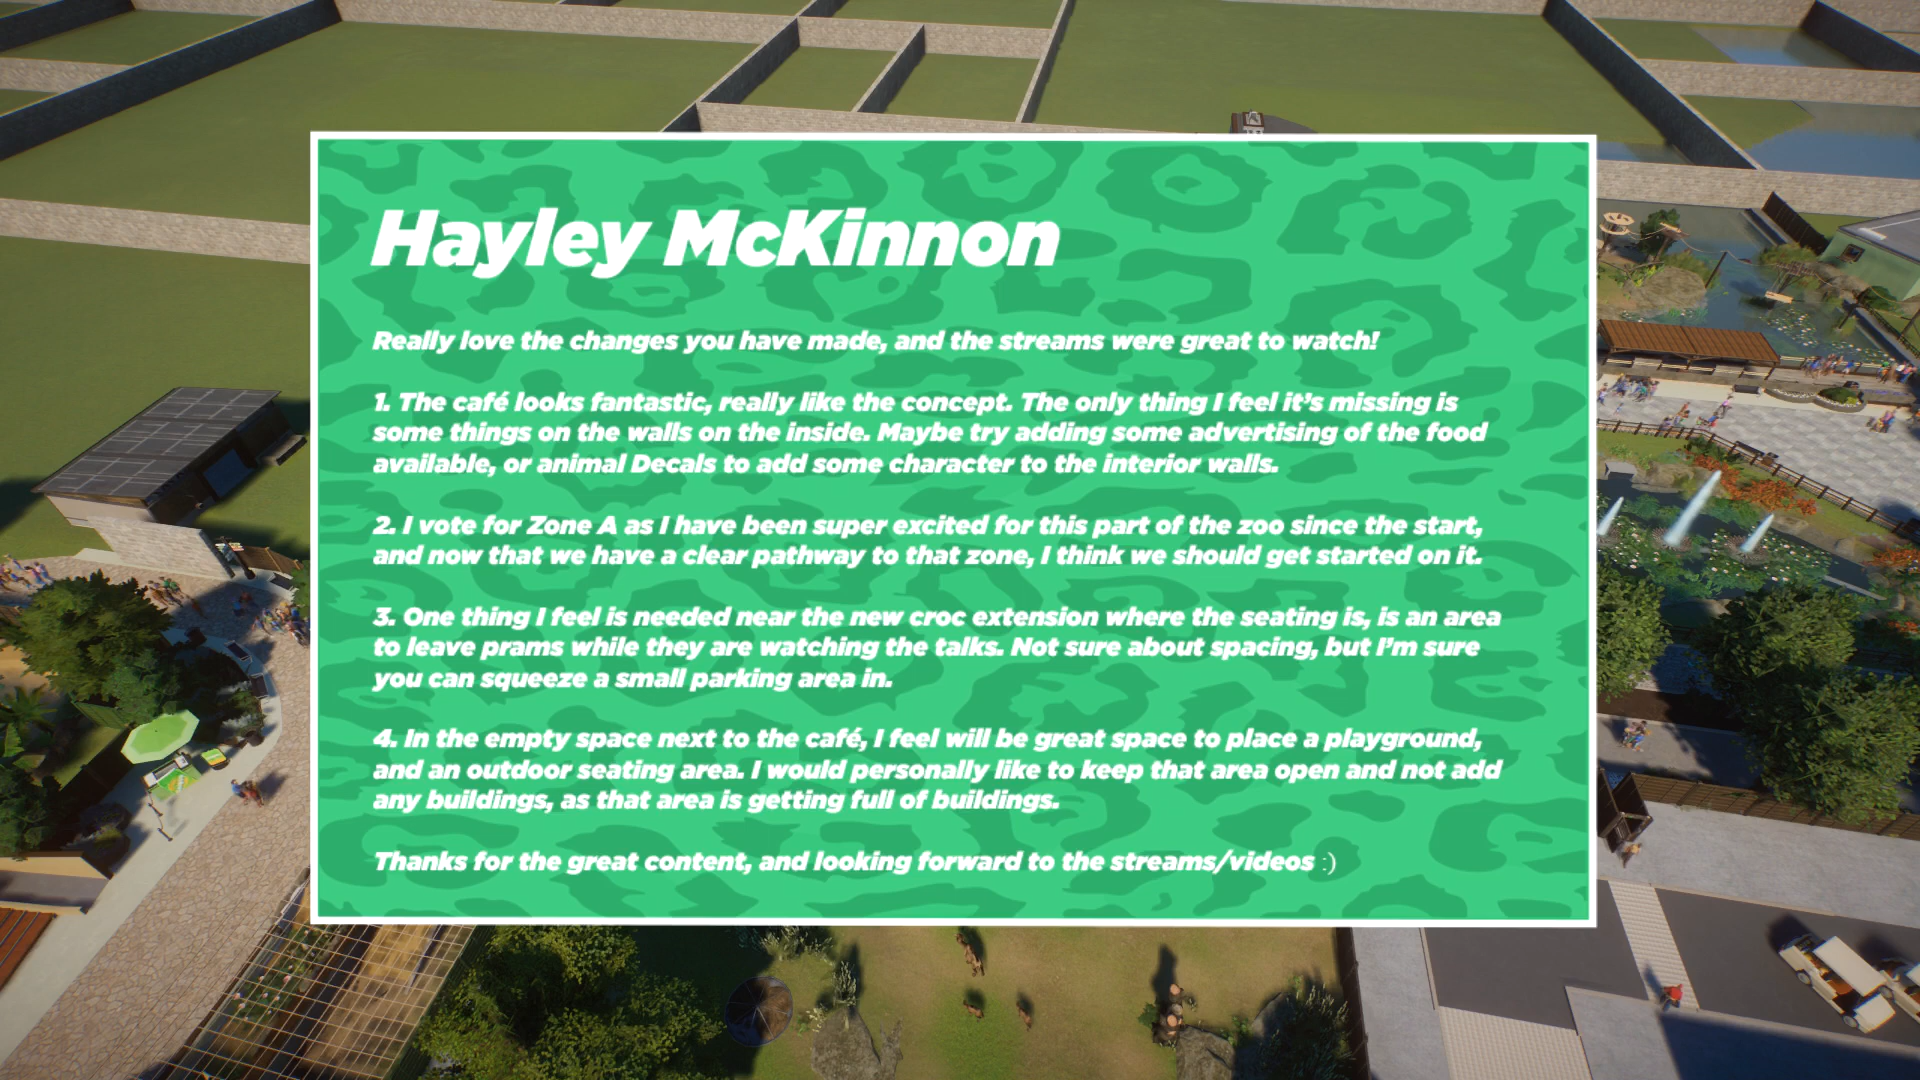 Hayley McKinnon
Really love the changes you have made, and the streams were great to watch!
1. The café looks fantastic, really like the concept. The only thing I feel it's missing is
some things on the walls on the inside. Maybe try adding some advertising of the food
available, or animal Decals to add some character to the interior walls.
2. I vote for Zone A as I have been super excited for this part of the zoo since the start,
and now that we have a clear pathway to that zone, I think we should get started on it.
3. One thing I feel is needed near the new croc extension where the seating is, is an area
to leave prams while they are watching the talks. Not sure about spacing, but I'm sure
you can squeeze a small parking area in.
4. In the empty space next to the café, I feel will be great space to place a playground,
and an outdoor seating area. I would personally like to keep that area open and not add
any buildings, as that area is getting full of buildings.
Thanks for the great content, and looking forward to the streams/videos :)